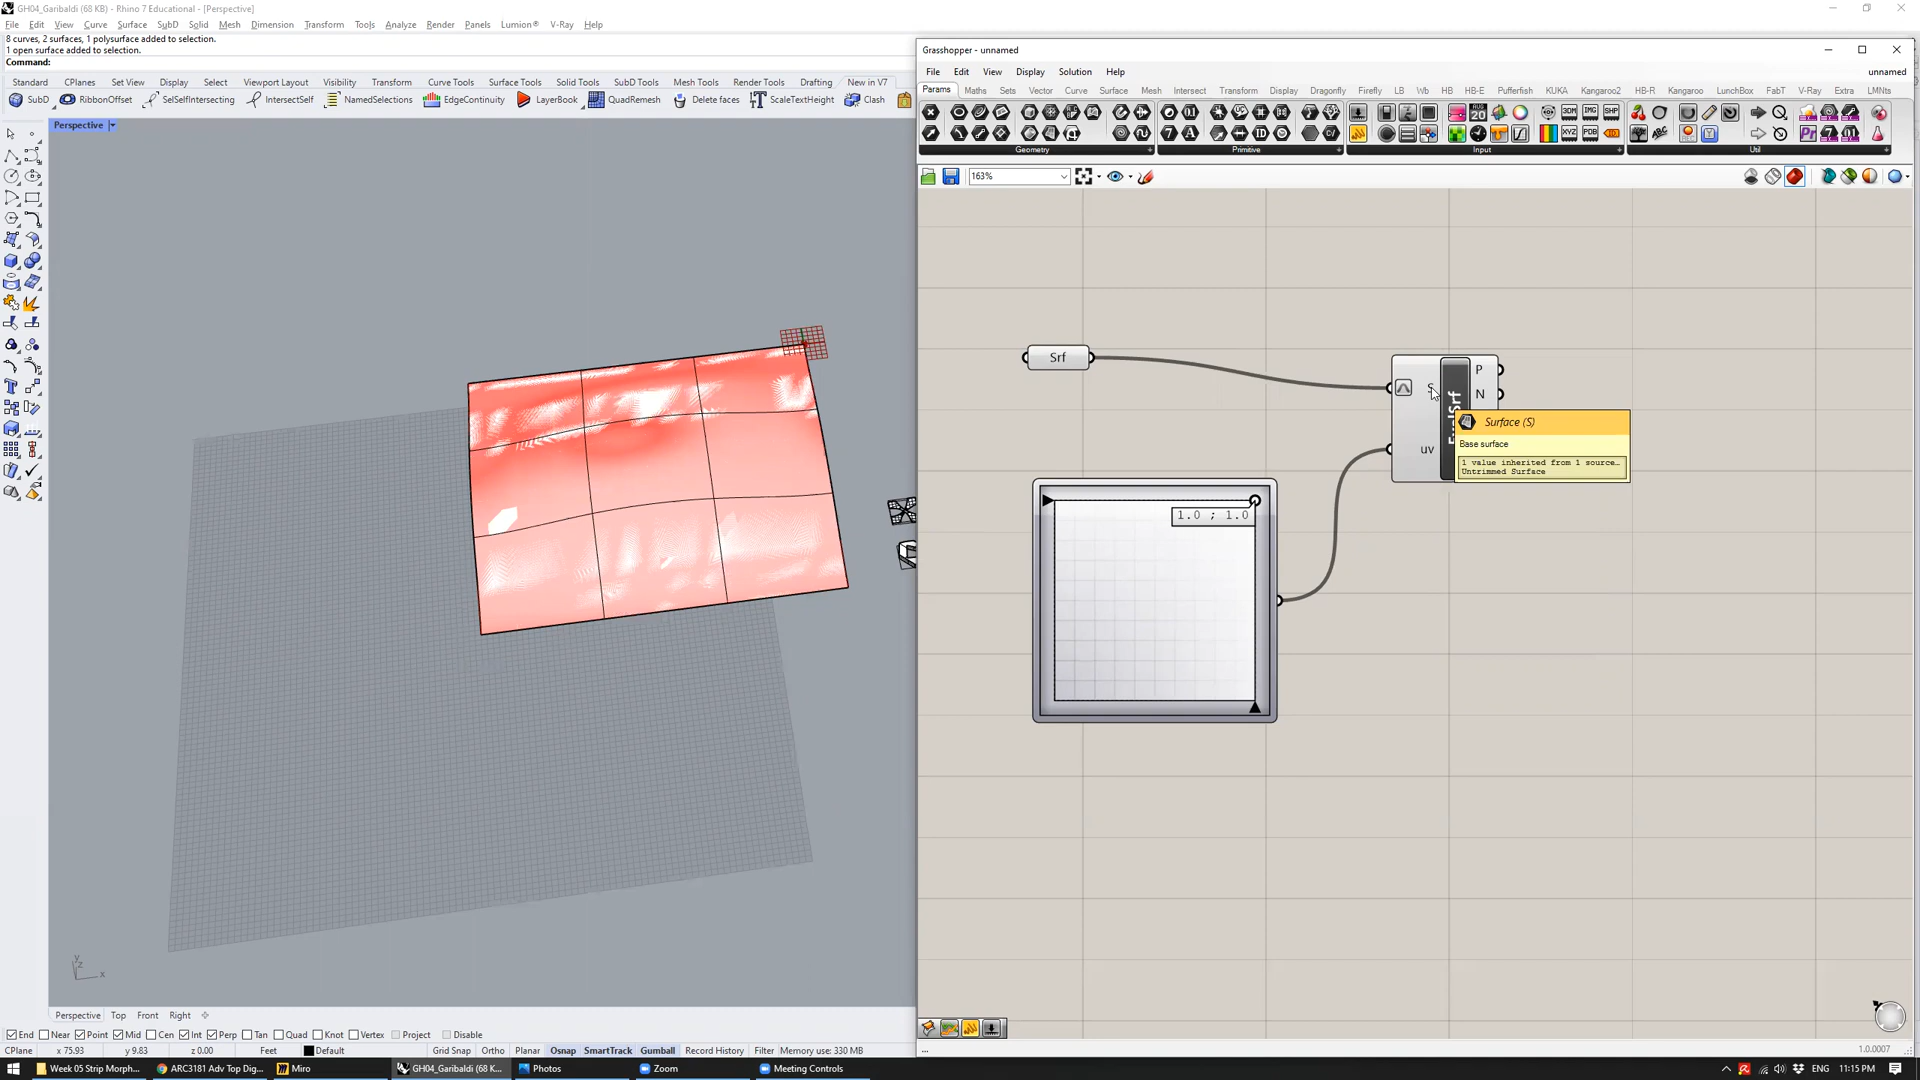 GH04_Garibaldi (68 KB) - Rhino 7 Educational - [Perspective]
File Edit View Curve Surface SubD Solid Mesh Dimension Transform Tools Analyze Render Panels Lumion® V-Ray Help
8 curves, 2 surfaces, 1 polysurface added to selection.
1 open surface added to selection.
Command:
Standard CPlanes Set View Display Select Viewport Layout Visibility Transform Curve Tools Surface Tools Solid Tools SubD Tools Mesh Tools Render Tools Drafting New in V7
SubD RibbonOffset SelSelfIntersecting IntersectSelf NamedSelections EdgeContinuity LayerBook QuadRemesh Delete faces ScaleTextHeight Clash
Perspective
Grasshopper - unnamed
File Edit View Display Solution Help unnamed
Params Maths Sets Vector Curve Surface Mesh Intersect Transform Display Dragonfly Firefly LB Wb HB HB-E Pufferfish KUKA Kangaroo2 HB-R Kangaroo LunchBox FabT V-Ray Extra LMNts
Geometry Primitive Input Util
163%
Srf
P
S
N
uv
Surface (S)
Base surface
1 value inherited from 1 source...
Untrimmed Surface
1.0 ; 1.0
y
z
x
Perspective Top Front Right
End Near Point Mid Cen Int Perp Tan Quad Knot Vertex Project Disable
CPlane x 75.93 y 9.83 z 0.00 Feet Default Grid Snap Ortho Planar Osnap SmartTrack Gumball Record History Filter Memory use: 330 MB
...
1.0.0007
Week 05 Strip Morph... ARC3181 Adv Top Dig... Miro GH04_Garibaldi (68 K... Photos Zoom Meeting Controls ENG 11:15 PM